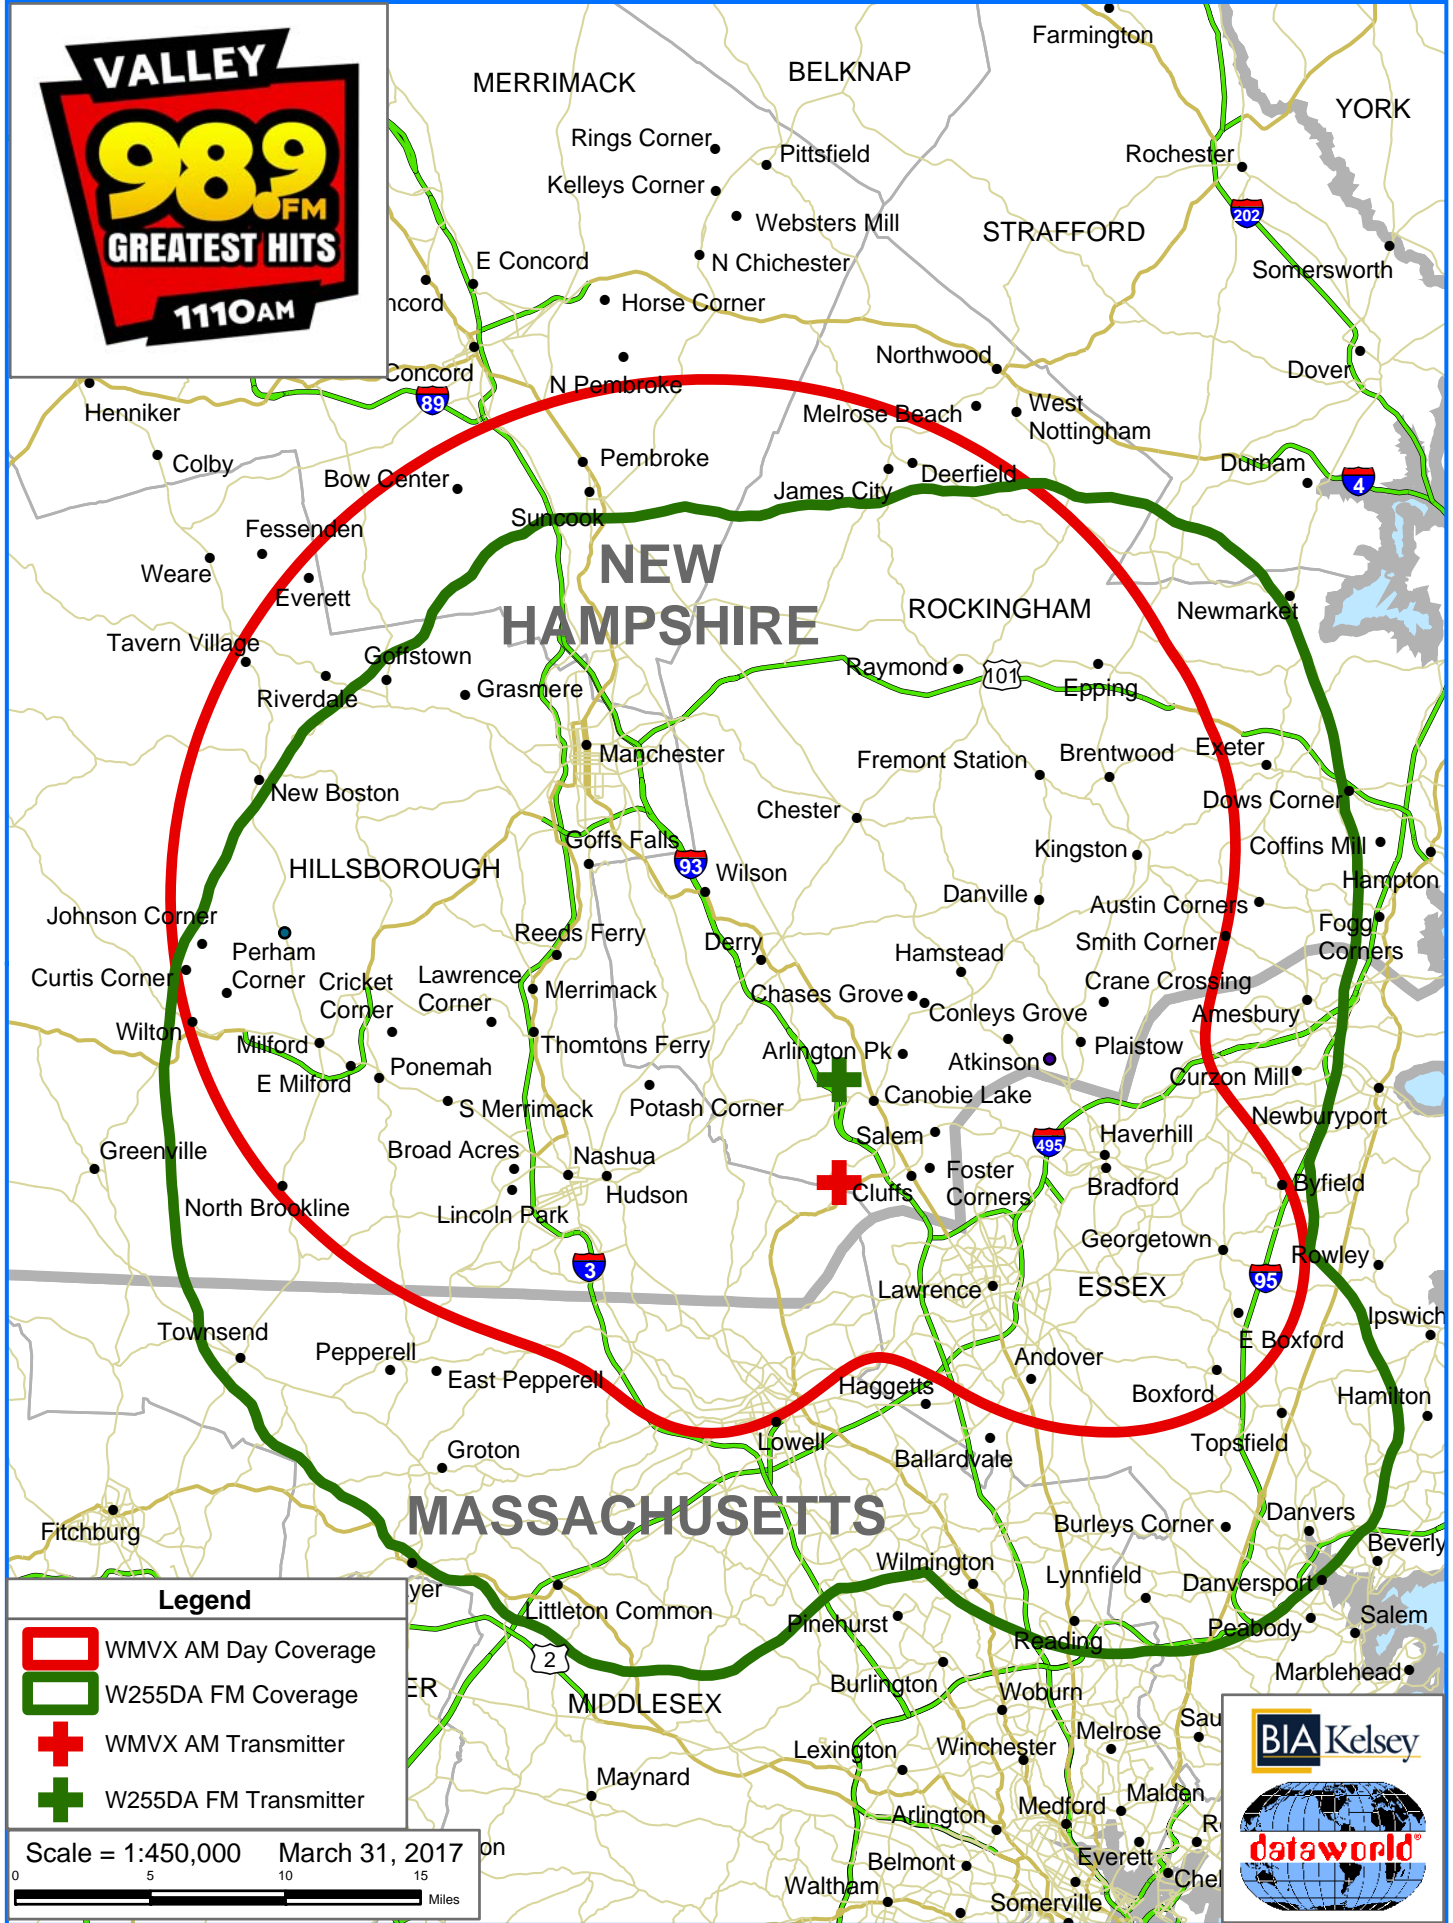 VALLEY
98.9
FM
GREATEST HITS
1110AM
MERRIMACK
BELKNAP
Farmington
YORK
Rings Corner
Pittsfield
Rochester
Kelleys Corner
Websters Mill
202
STRAFFORD
E Concord
N Chichester
Somersworth
ncord
Horse Corner
Northwood
Dover
Concord
N Pembroke
89
Henniker
Melrose Beach
West
Nottingham
Colby
Pembroke
Bow Center
Durham
Deerfield
James City
4
Suncook
Fessenden
NEW
HAMPSHIRE
Weare
Everett
ROCKINGHAM
Newmarket
Tavern Village
Goffstown
Raymond
101
Riverdale
Grasmere
Epping
Manchester
Fremont Station
Brentwood
Exeter
New Boston
Chester
Dows Corner
Goffs Falls
Kingston
Coffins Mill
HILLSBOROUGH
93
Wilson
Hampton
Danville
Austin Corners
Johnson Corner
Fogg
Corners
Reeds Ferry
Derry
Smith Corner
Perham
Corner
Hamstead
Curtis Corner
Cricket
Corner
Lawrence
Corner
Merrimack
Chases Grove
Crane Crossing
Conleys Grove
Amesbury
Wilton
Milford
Thomtons Ferry
Arlington Pk
Atkinson
Plaistow
E Milford
Ponemah
Curzon Mill
S Merrimack
Potash Corner
Canobie Lake
Newburyport
Greenville
Broad Acres
Nashua
Salem
495
Haverhill
Hudson
Cluffs
Foster
Corners
Bradford
Byfield
North Brookline
Lincoln Park
Georgetown
Rowley
3
Lawrence
ESSEX
95
Townsend
Pepperell
East Pepperell
Andover
E Boxford
Ipswich
Haggetts
Boxford
Hamilton
Groton
Lowell
Ballardvale
Topsfield
MASSACHUSETTS
Fitchburg
Burleys Corner
Danvers
Beverly
Wilmington
Lynnfield
Danversport
yer
Littleton Common
Pinehurst
Reading
Peabody
Salem
2
Marblehead
Burlington
Woburn
ER
MIDDLESEX
Melrose
Sau
Lexington
Winchester
Maynard
Arlington
Medford
Malden
R
on
Belmont
Everett
Chel
Waltham
Somerville
Legend
WMVX AM Day Coverage
W255DA FM Coverage
WMVX AM Transmitter
W255DA FM Transmitter
Scale = 1:450,000 March 31, 2017
0 5 10 15
Miles
BIA Kelsey
dataworld®